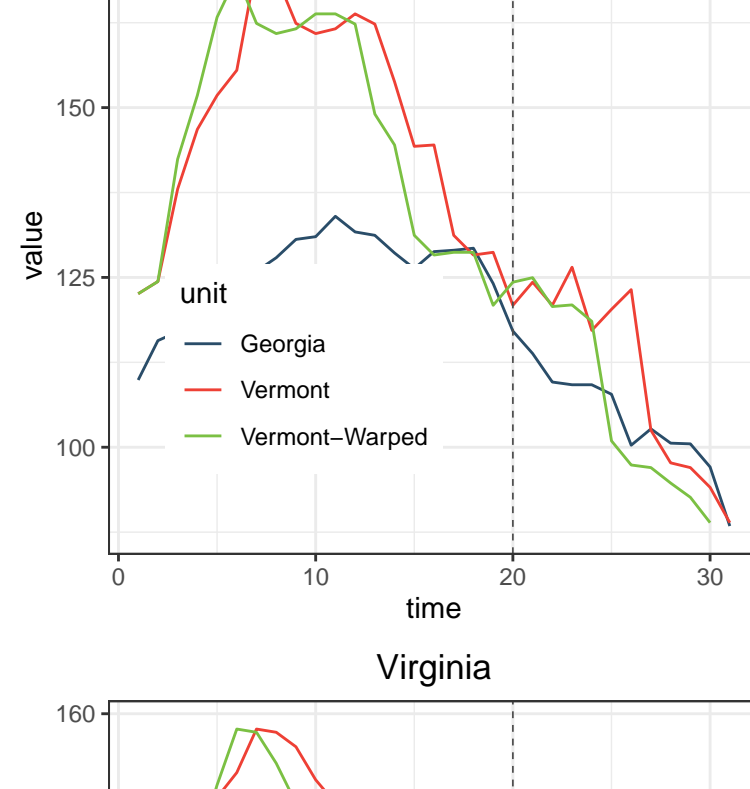 150
125
100
value
unit
Georgia
Vermont
Vermont−Warped
0 10 20 30
time
Virginia
160